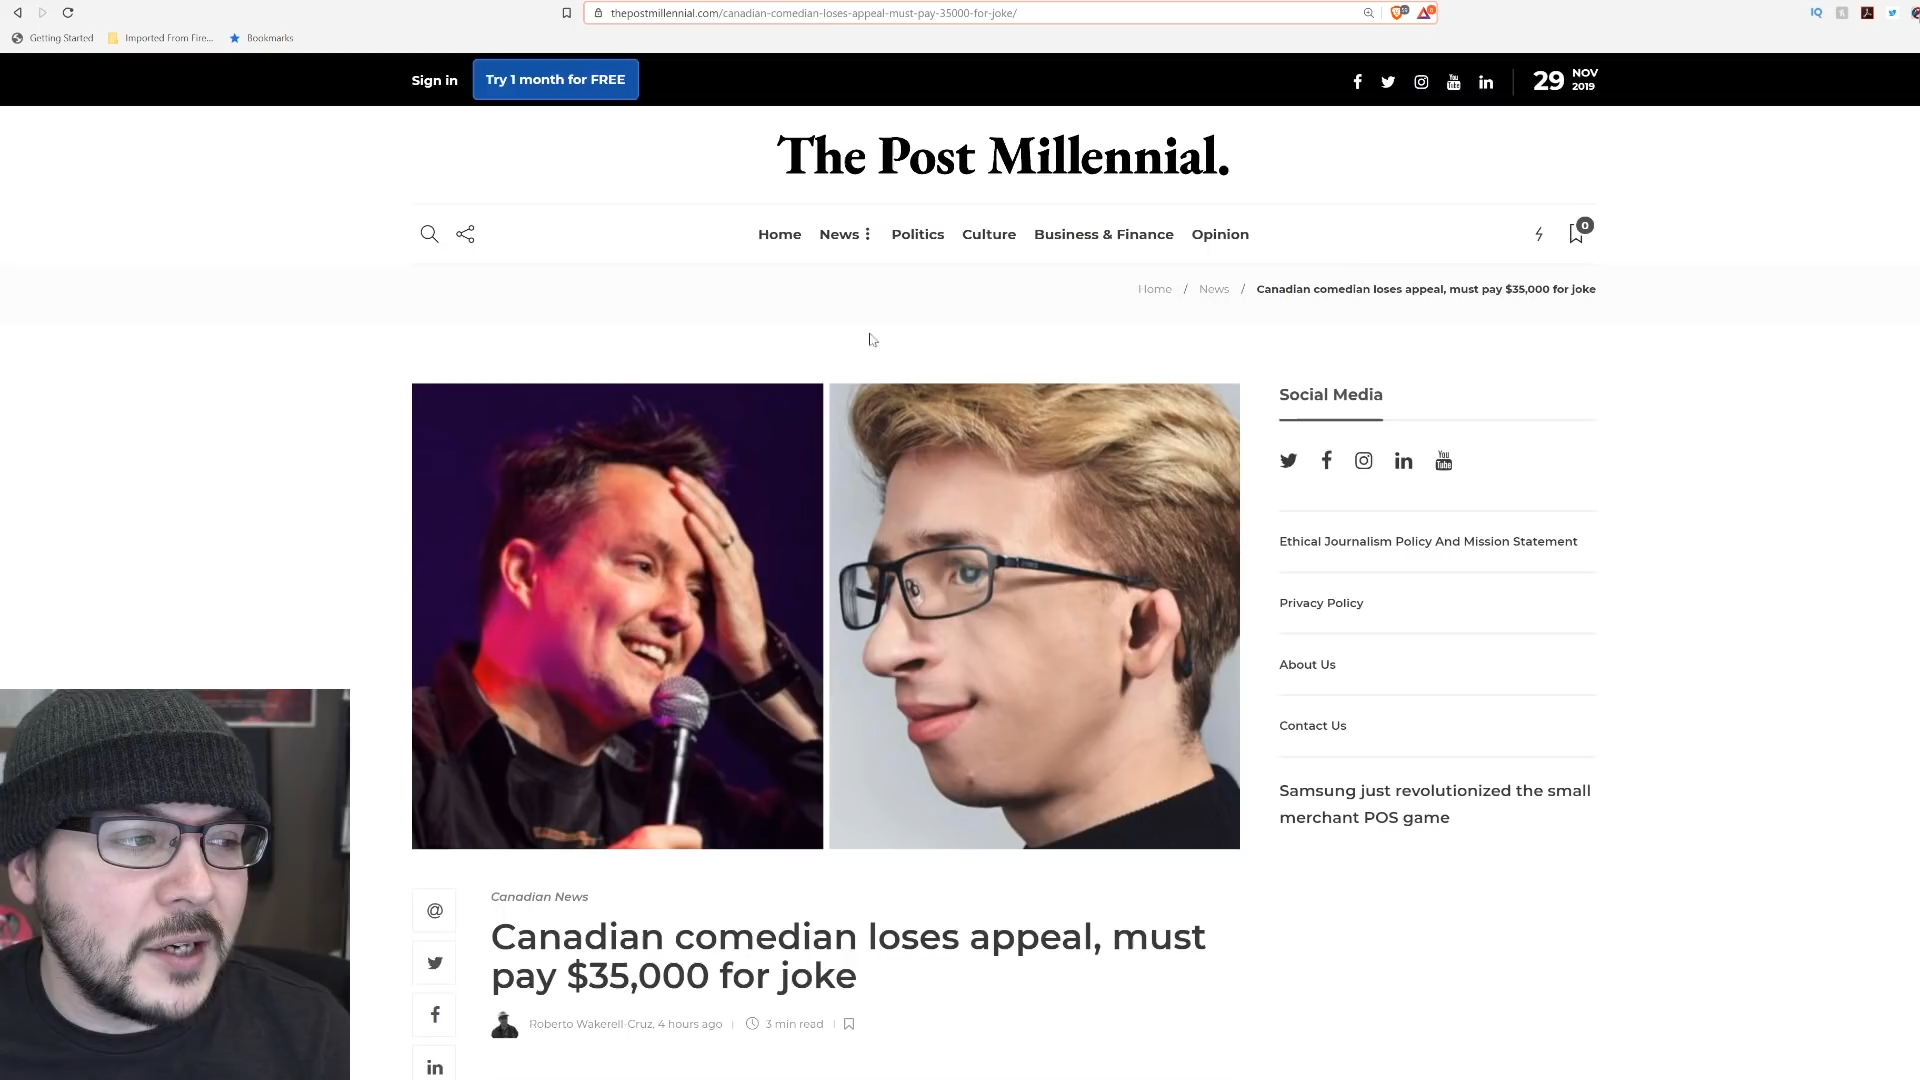 thepostmillennial.com/canadian-comedian-loses-appeal-must-pay-35000-for-joke/
Getting Started
Imported From Fire...
Bookmarks
Sign in
Try 1 month for FREE
29
NOV
2019
The Post Millennial.
Home
News
Politics
Culture
Business & Finance
Opinion
0
Home / News / Canadian comedian loses appeal, must pay $35,000 for joke
Social Media
Ethical Journalism Policy And Mission Statement
Privacy Policy
About Us
Contact Us
Samsung just revolutionized the small
merchant POS game
Canadian News
Canadian comedian loses appeal, must
pay $35,000 for joke
Roberto Wakerell-Cruz, 4 hours ago
3 min read